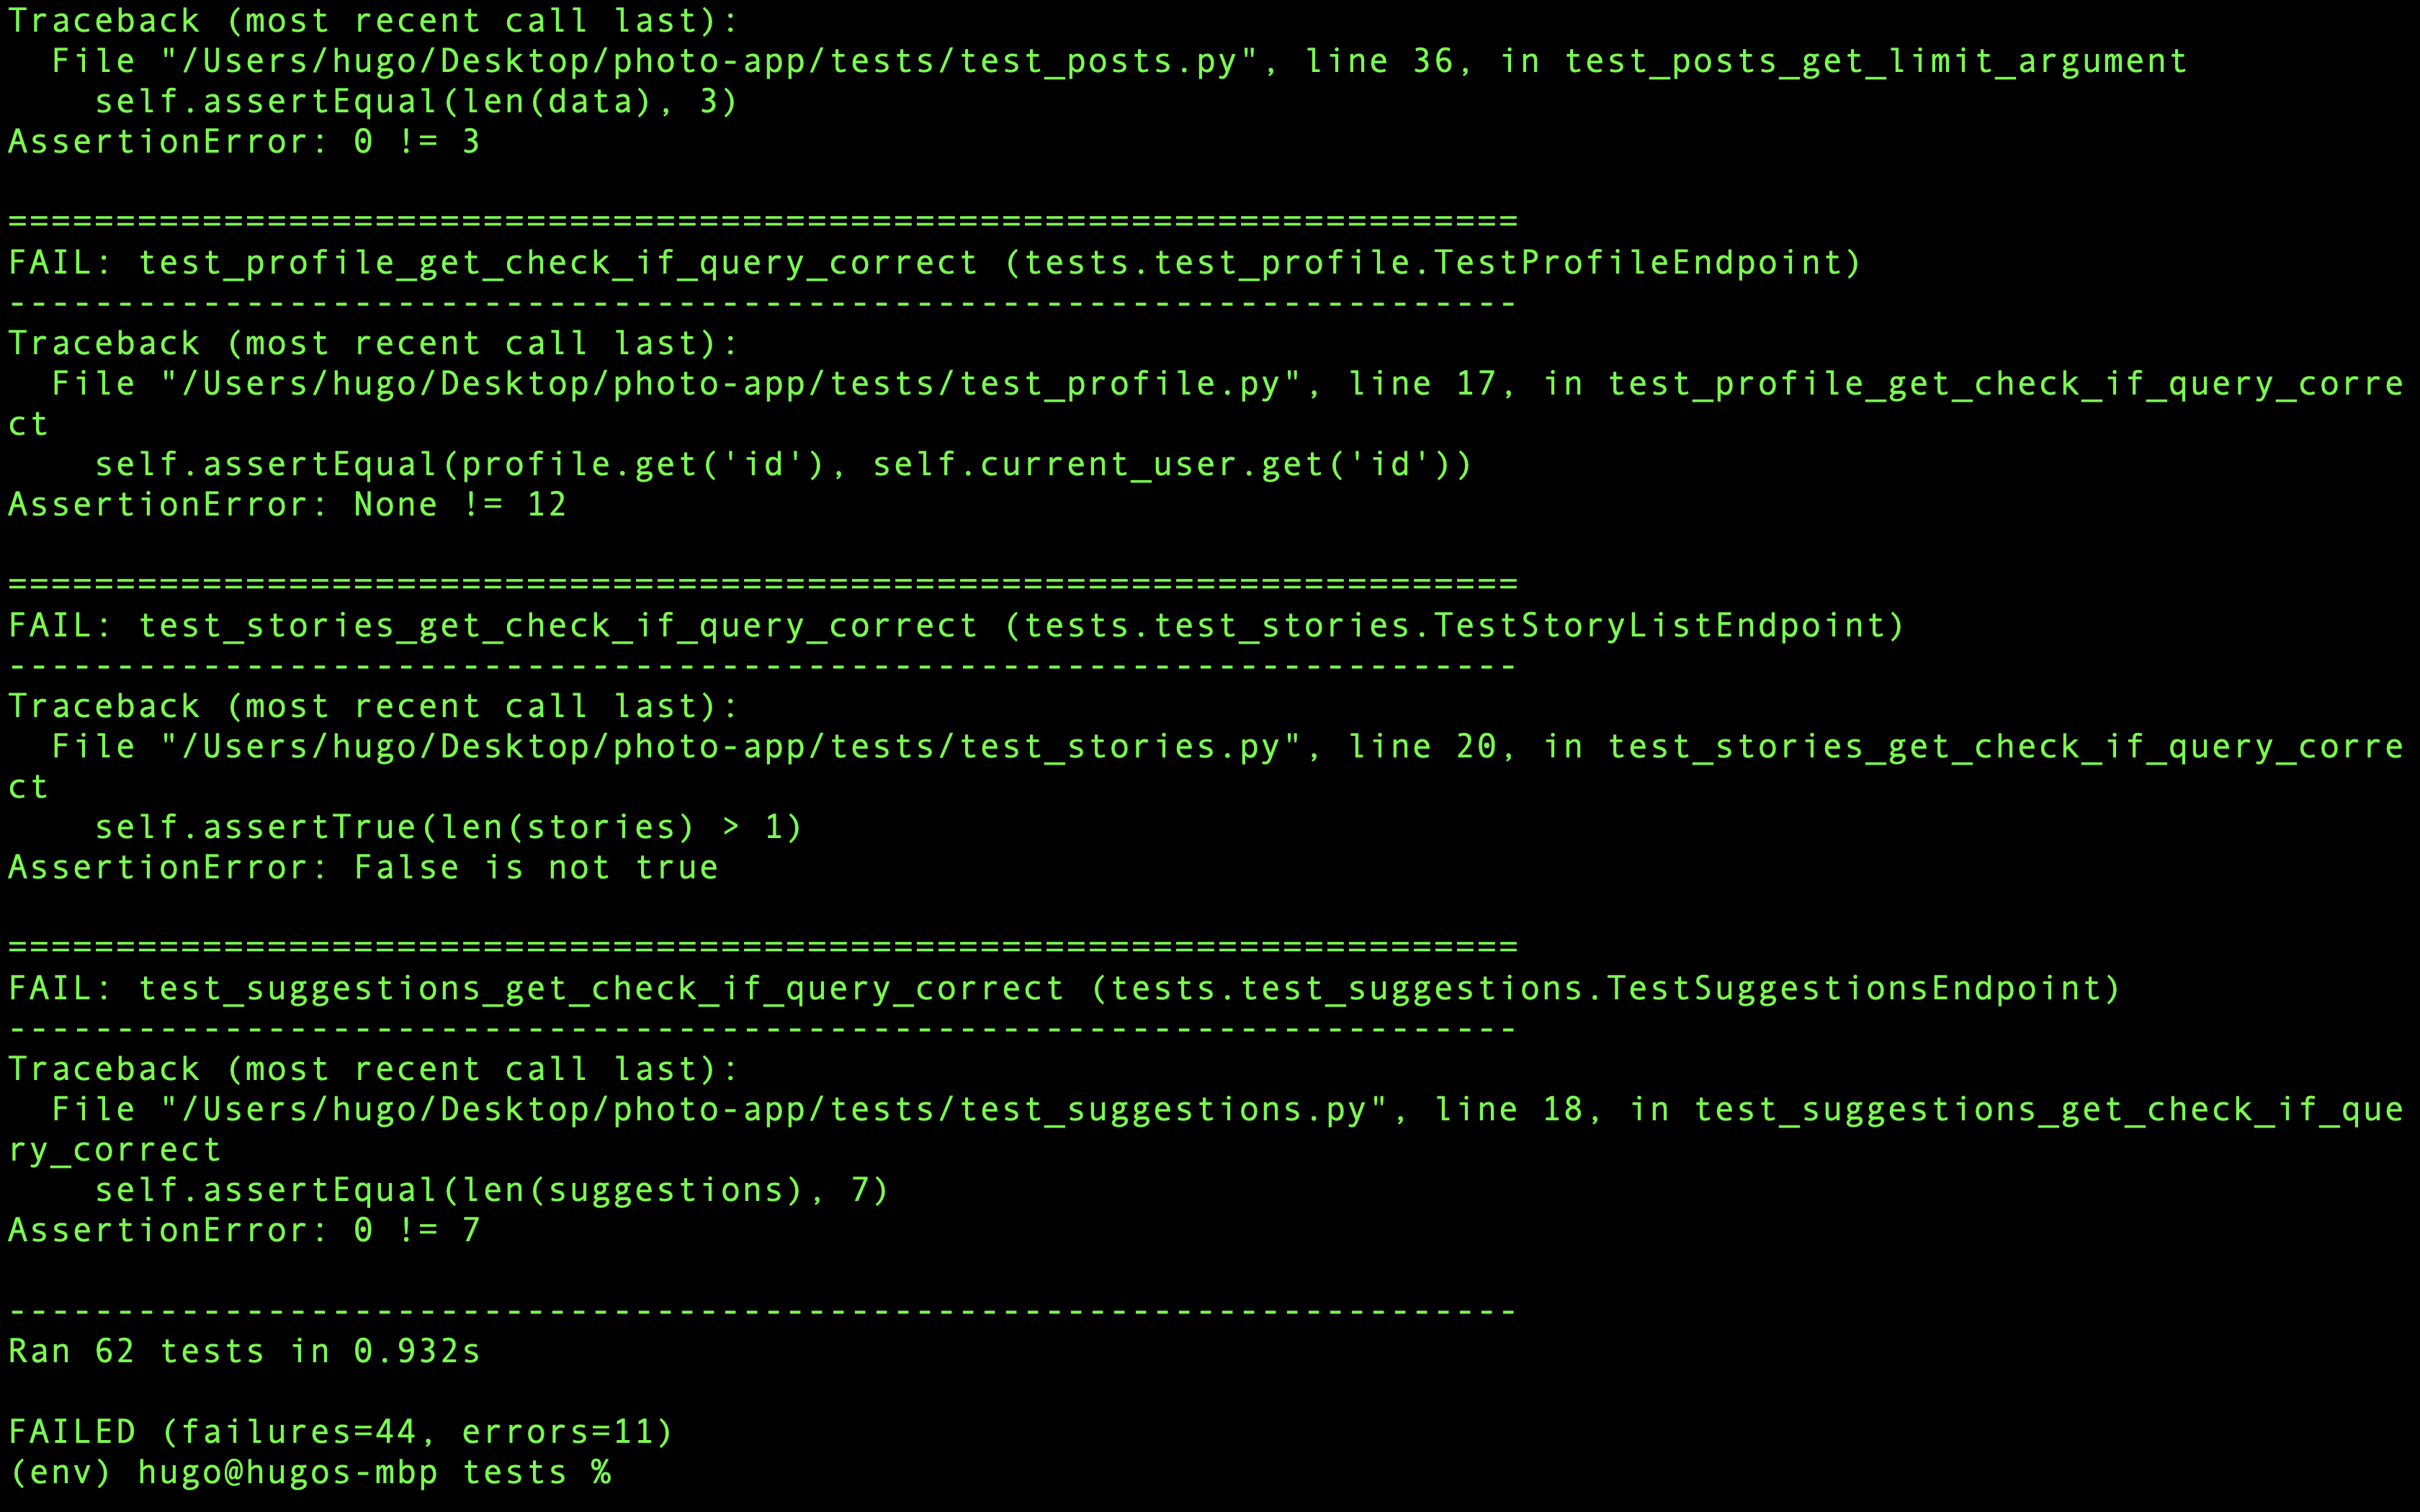 Traceback (most recent call last):
  File "/Users/hugo/Desktop/photo-app/tests/test_posts.py", line 36, in test_posts_get_limit_argument
    self.assertEqual(len(data), 3)
AssertionError: 0 != 3

======================================================================
FAIL: test_profile_get_check_if_query_correct (tests.test_profile.TestProfileEndpoint)
----------------------------------------------------------------------
Traceback (most recent call last):
  File "/Users/hugo/Desktop/photo-app/tests/test_profile.py", line 17, in test_profile_get_check_if_query_corre
ct
    self.assertEqual(profile.get('id'), self.current_user.get('id'))
AssertionError: None != 12

======================================================================
FAIL: test_stories_get_check_if_query_correct (tests.test_stories.TestStoryListEndpoint)
----------------------------------------------------------------------
Traceback (most recent call last):
  File "/Users/hugo/Desktop/photo-app/tests/test_stories.py", line 20, in test_stories_get_check_if_query_corre
ct
    self.assertTrue(len(stories) > 1)
AssertionError: False is not true

======================================================================
FAIL: test_suggestions_get_check_if_query_correct (tests.test_suggestions.TestSuggestionsEndpoint)
----------------------------------------------------------------------
Traceback (most recent call last):
  File "/Users/hugo/Desktop/photo-app/tests/test_suggestions.py", line 18, in test_suggestions_get_check_if_que
ry_correct
    self.assertEqual(len(suggestions), 7)
AssertionError: 0 != 7

----------------------------------------------------------------------
Ran 62 tests in 0.932s

FAILED (failures=44, errors=11)
(env) hugo@hugos-mbp tests %